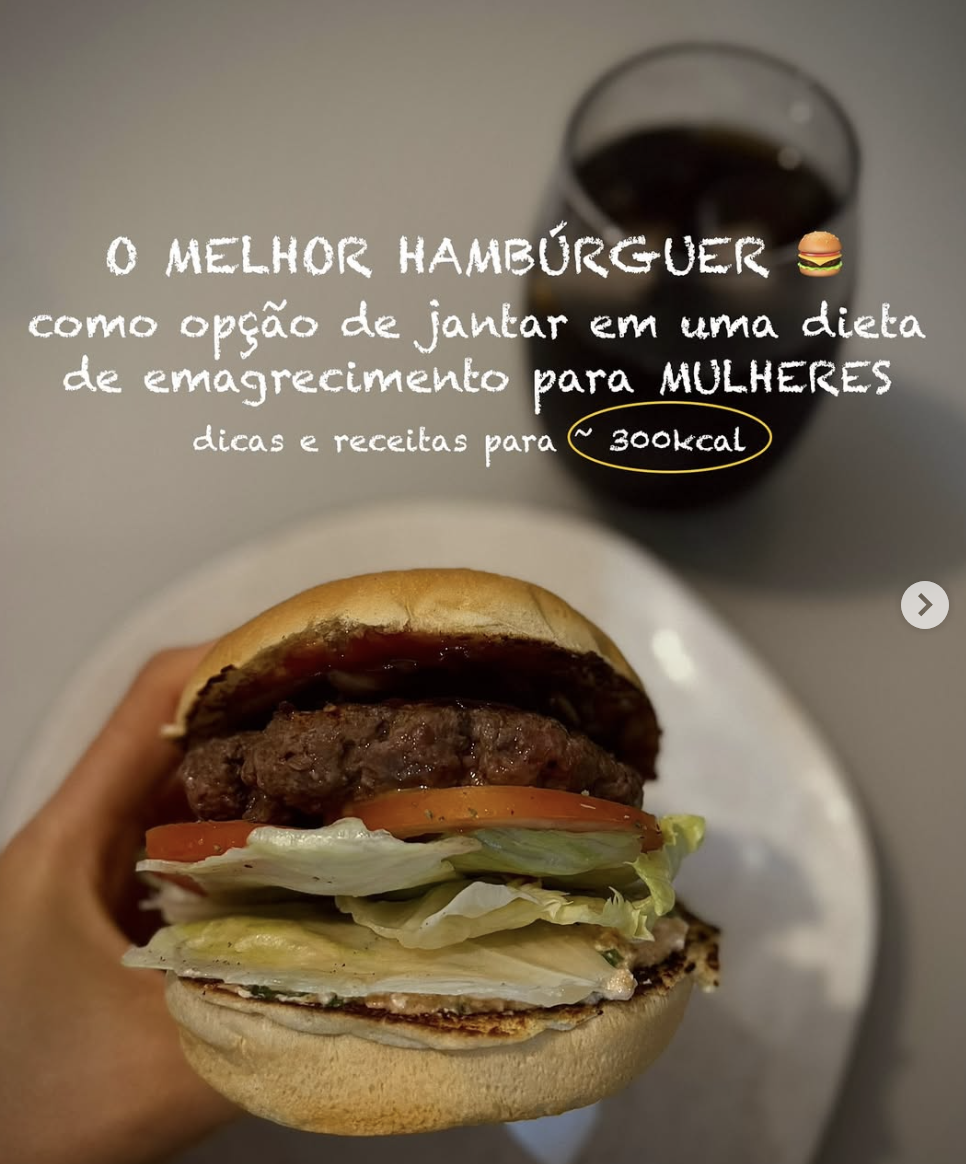 O MELHOR HAMBÚRGUER 🍔
como opção de jantar em uma dieta
de emagrecimento para MULHERES
dicas e receitas para ~ 300kcal